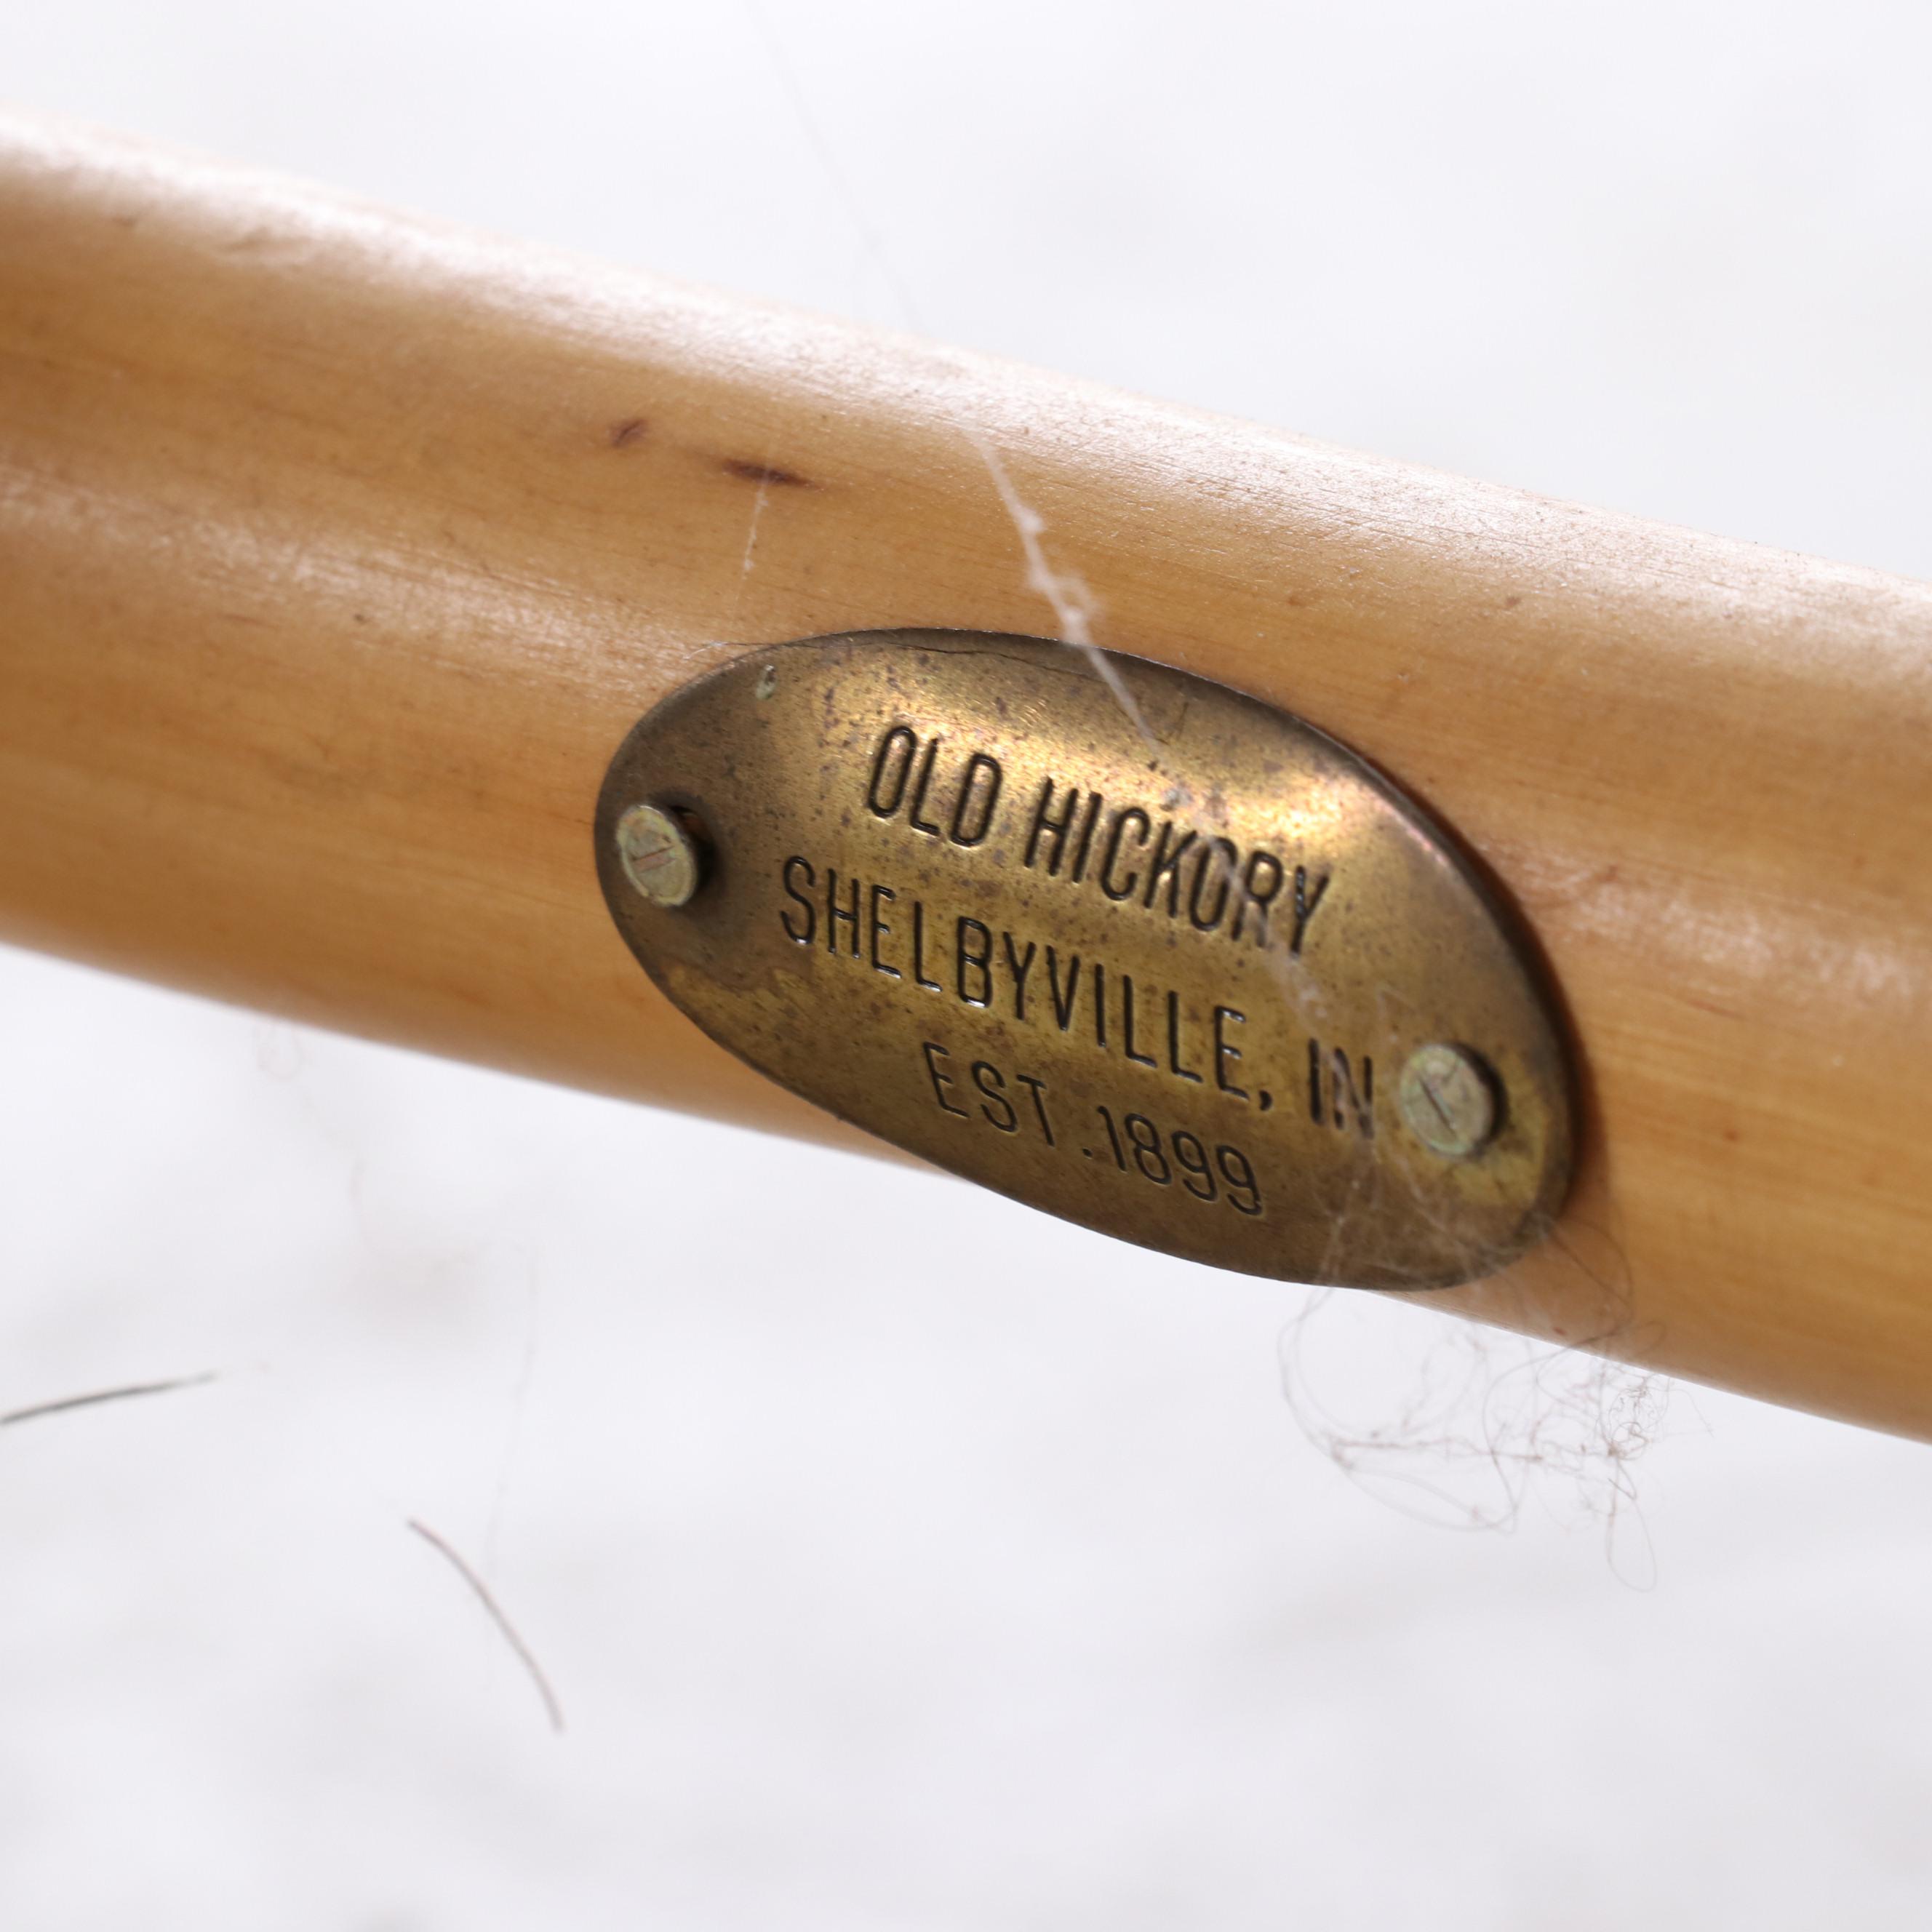 OLD HICKORY
SHELBYVILLE, IN
EST.1899